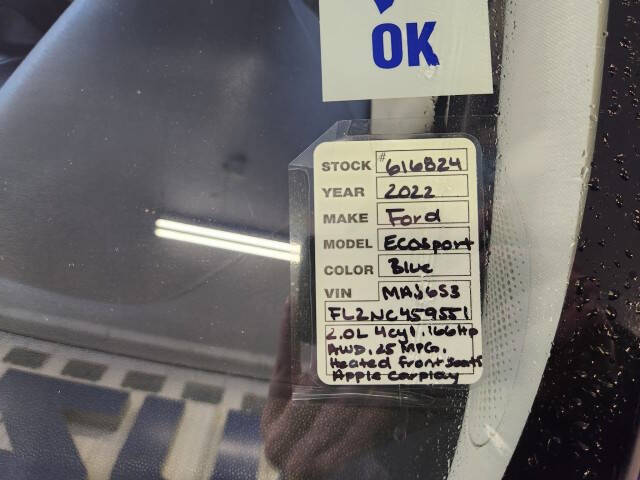 OK
STOCK #616824
YEAR 2022
MAKE Ford
MODEL Ecosport
COLOR Blue
VIN MAJ6S3
FL2NC459551
2.0L 4cyl. 166Hp
AWD. 25 MPG.
Heated front seats
Apple carplay